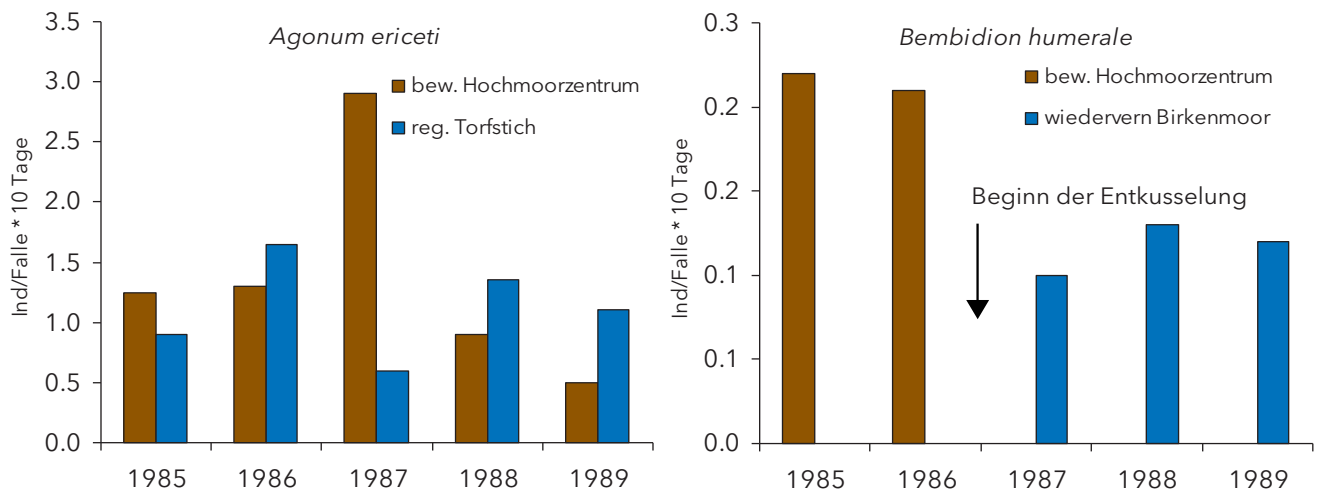 Agonum ericeti
bew. Hochmoorzentrum
reg. Torfstich
Ind/Falle * 10 Tage
3.5
3.0
2.5
2.0
1.5
1.0
0.5
0.0
1985 1986 1987 1988 1989
Bembidion humerale
bew. Hochmoorzentrum
wiedervern Birkenmoor
Beginn der Entkusselung
Ind/Falle * 10 Tage
0.3
0.2
0.2
0.1
0.1
0.0
1985 1986 1987 1988 1989